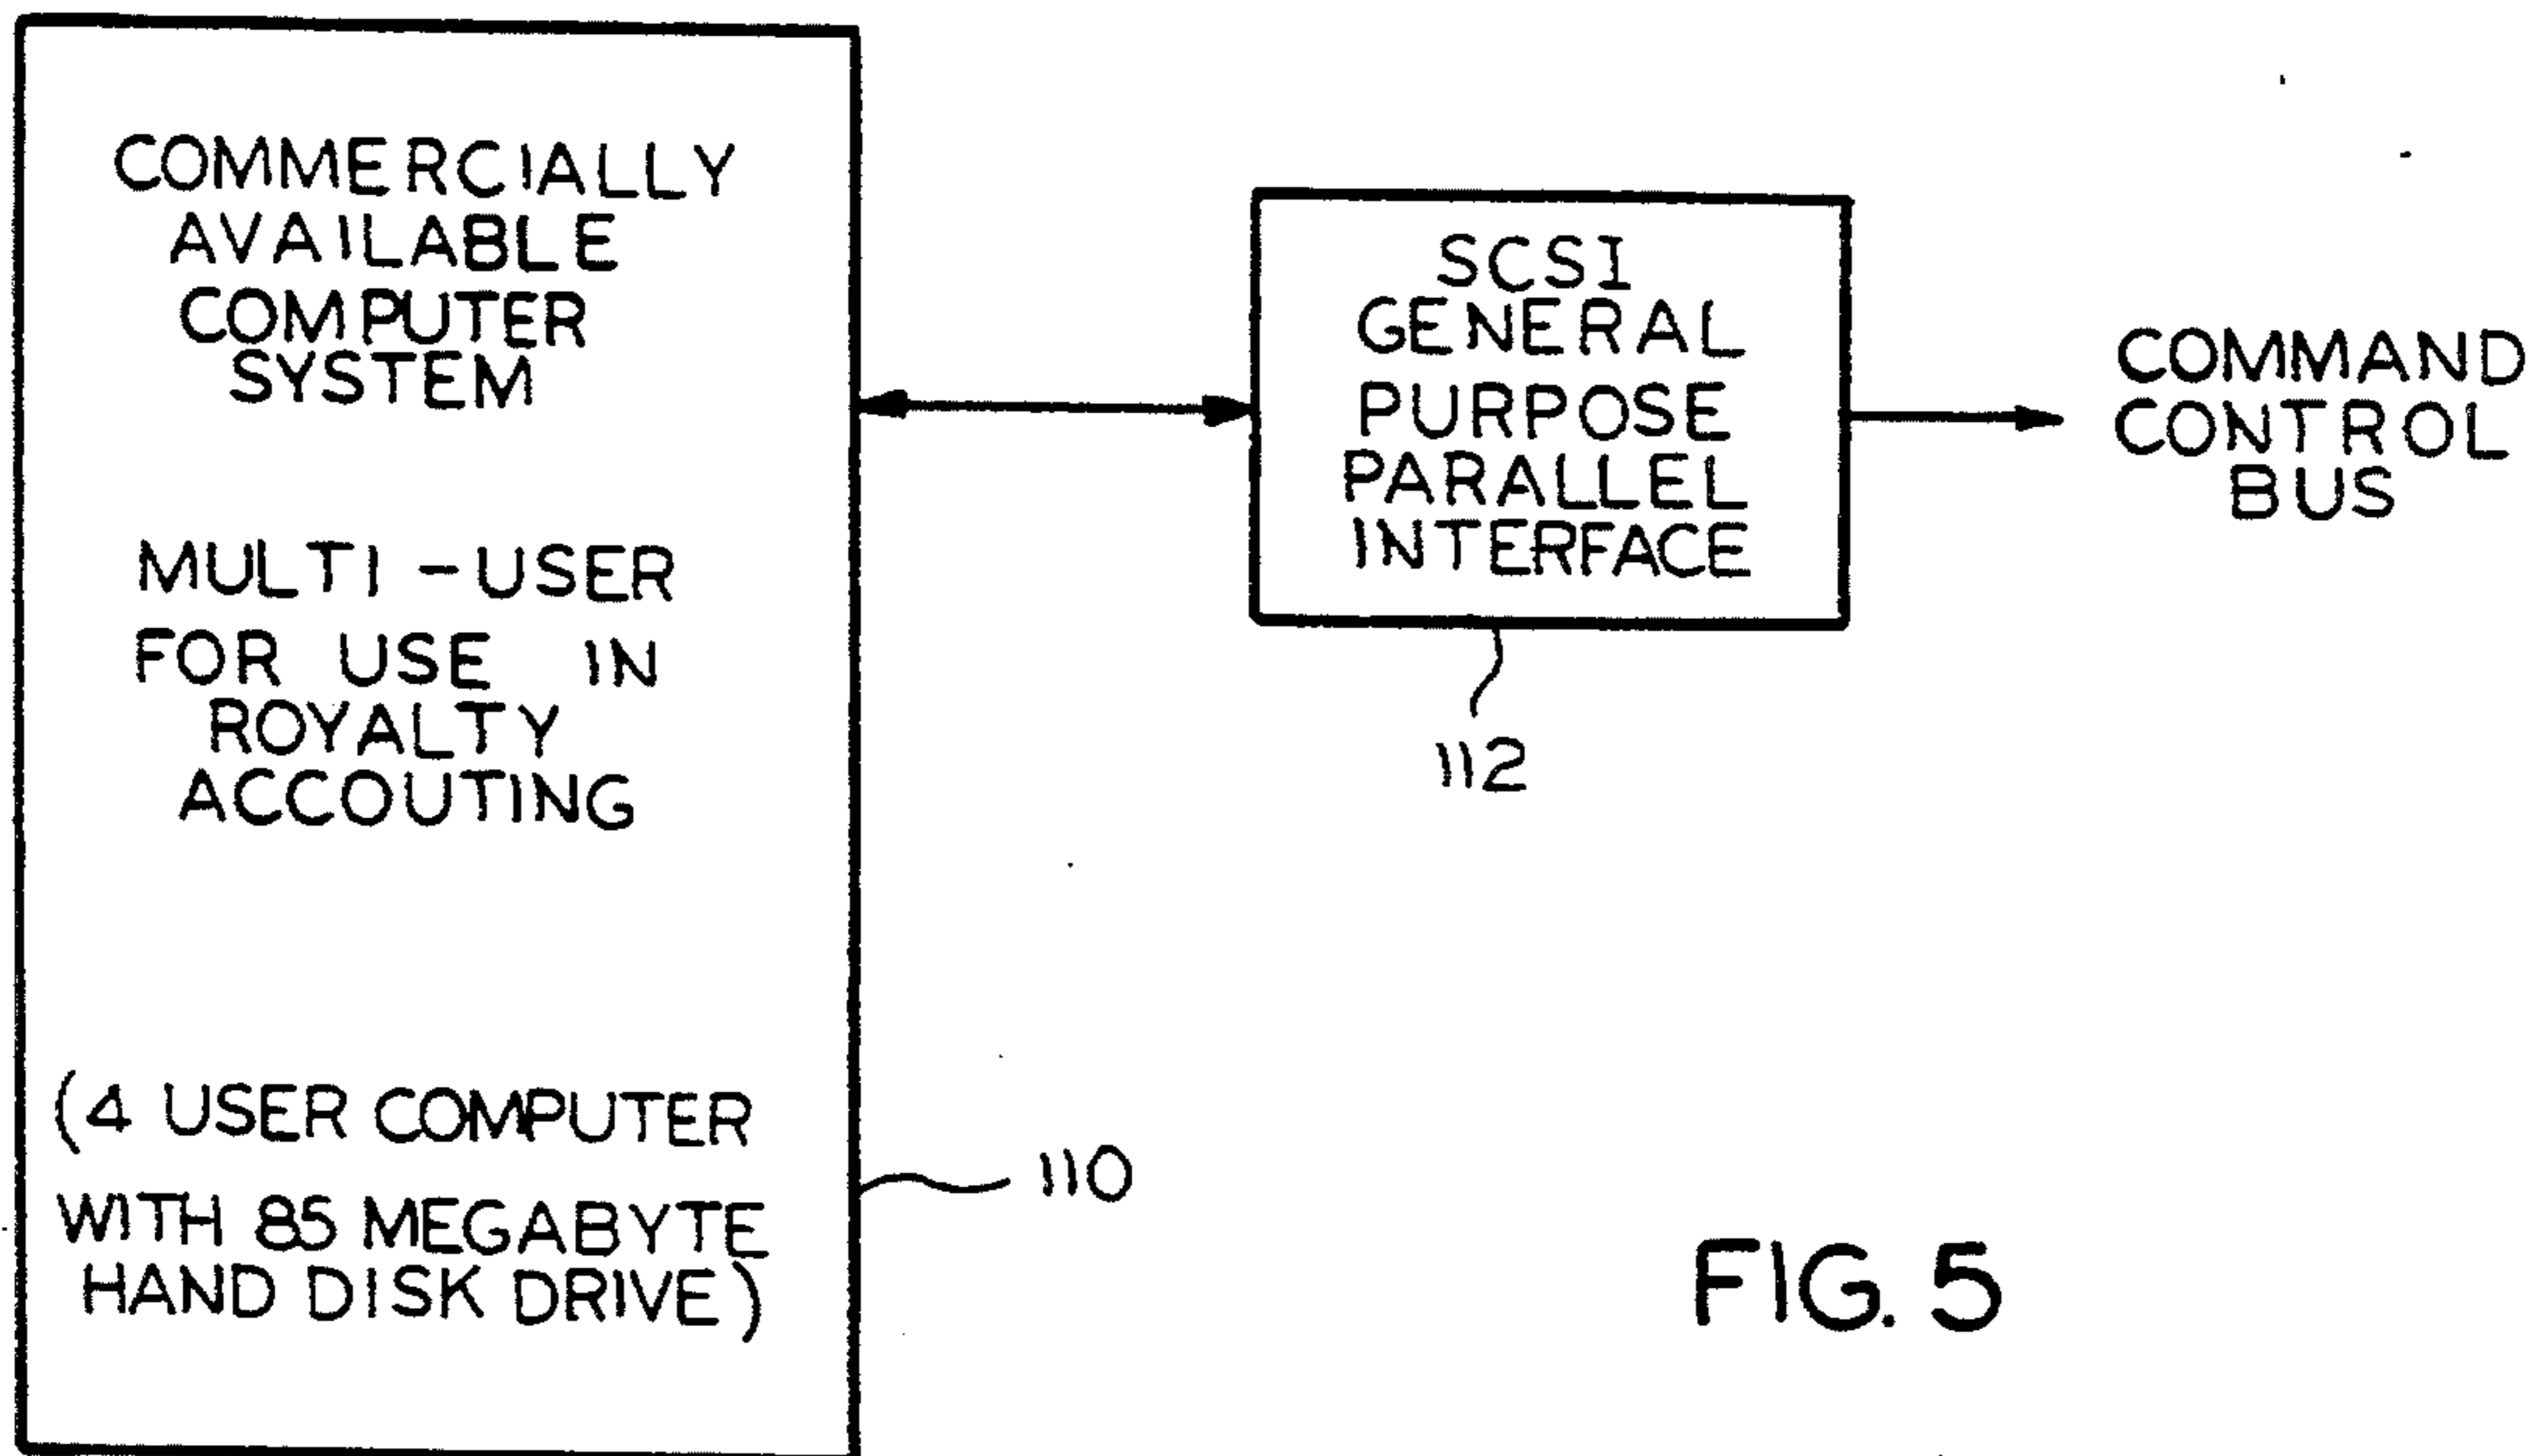 COMMERCIALLY
AVAILABLE
COMPUTER
SYSTEM
MULTI-USER
FOR USE IN
ROYALTY
ACCOUTING
(4 USER COMPUTER
WITH 85 MEGABYTE
HAND DISK DRIVE)
110
SCSI
GENERAL
PURPOSE
PARALLEL
INTERFACE
112
COMMAND
CONTROL
BUS
FIG. 5